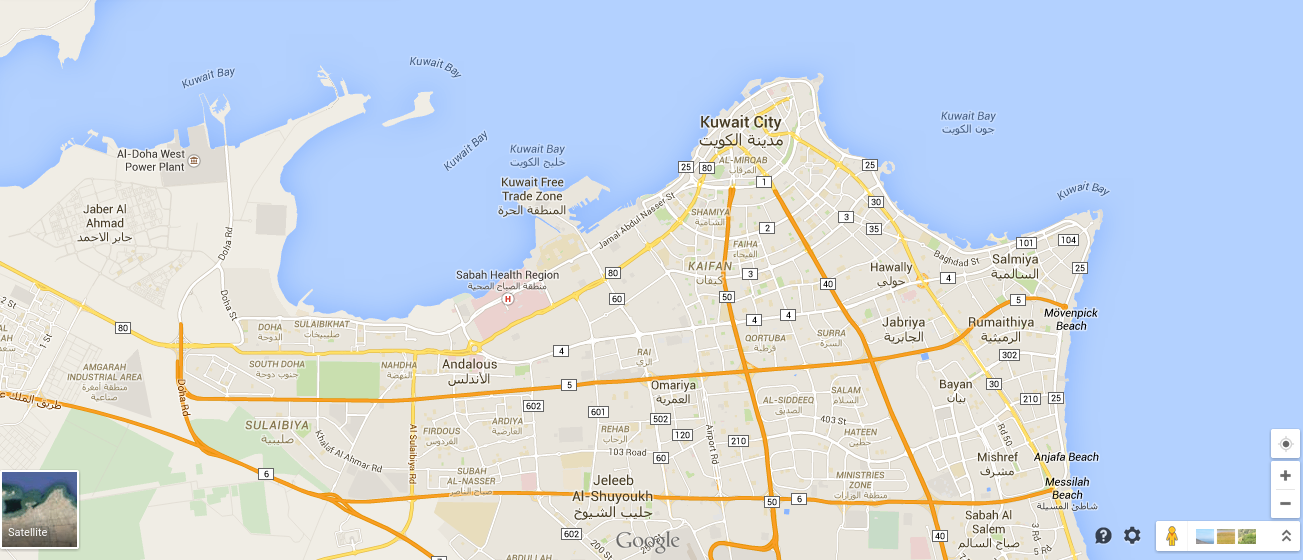 Kuwait Bay
Kuwait Bay
Kuwait Bay
Kuwait Bay
خليج الكويت
Kuwait Bay
جون الكويت
Kuwait Bay
Kuwait City
مدينة الكويت
AL-MIRQAB
المرقاب
25
80
1
25
Al-Doha West
Power Plant
Kuwait Free
Trade Zone
المنطقة الحرة
Jaber Al
Ahmad
جابر الاحمد
Jamal Abdul Nasser St
SHAMIYA
الشامية
2
3
30
35
Doha Rd
FAIHA
الفيحاء
101
104
Baghdad St
Salmiya
السالمية
25
KAIFAN
كيفان
3
Hawally
حولي
4
Sabah Health Region
منطقة الصباح الصحية
H
80
60
50
40
5
2 St
Doha St
Mövenpick
Beach
80
DOHA
الدوحة
SULAIBIKHAT
صليبيخات
4
4
Jabriya
الجابرية
Rumaithiya
الرميثية
1 St
QORTUBA
قرطبة
SURRA
السرة
4
RAI
الري
302
AMGARAH
INDUSTRIAL AREA
منطقة امغرة
صناعية
SOUTH DOHA
جنوب دوحة
NAHDHA
النهضة
Andalous
الأندلس
5
Omariya
العمرية
Bayan
بيان
30
210
25
Doha Rd
602
601
502
AL-SIDDEEQ
الصديق
SALAM
السلام
403 St
SULAIBIYA
صليبية
Khalaf Al Ahmar Rd
Al Sulaibiya Rd
FIRDOUS
الفردوس
ARDIYA
العارضية
REHAB
الرحاب
120
Airport Rd
210
HATEEN
حطين
Rd 50
103 Road
60
Mishref
مشرف
Anjafa Beach
6
SUBAH
AL-NASSER
صباح الناصر
Jeleeb
Al-Shuyoukh
جليب الشيوخ
MINISTRIES
ZONE
منطقة الوزارات
Messilah
Beach
شاطئ المسيلة
50
6
Sabah Al
Salem
صباح السالم
3 Rd
5 Rd
602
200 St
40
6
ABDULLAH
Google
Satellite